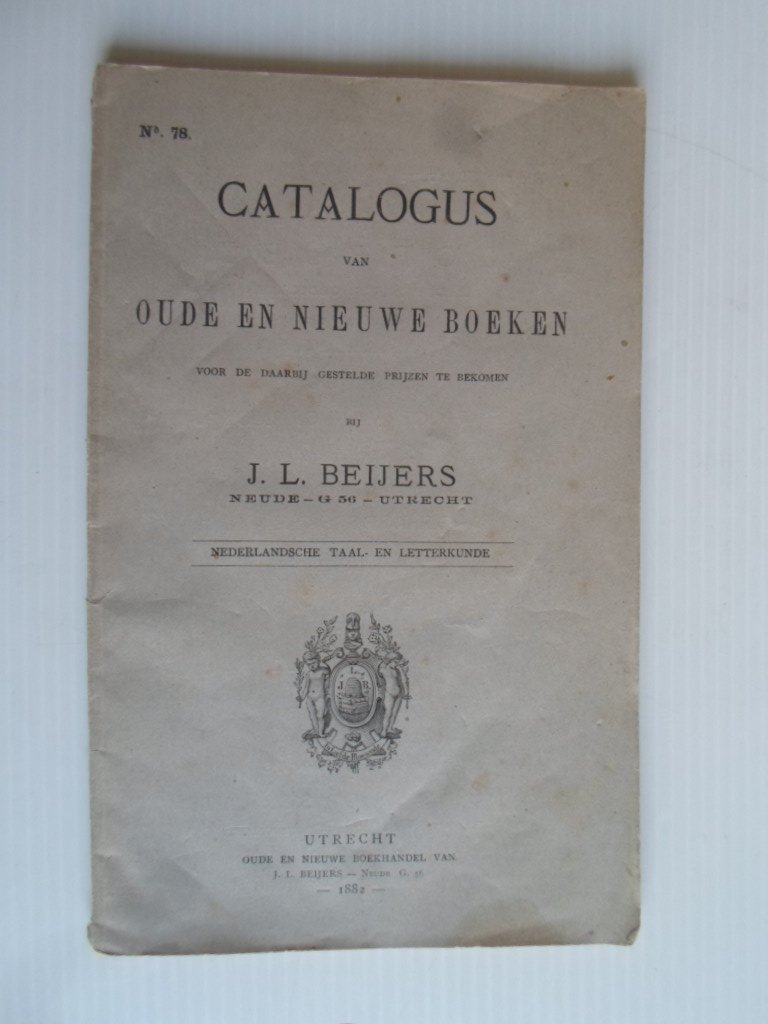 Nº. 78.
CATALOGUS
VAN
OUDE EN NIEUWE BOEKEN
VOOR DE DAARBIJ GESTELDE PRIJZEN TE BEKOMEN
BIJ
J. L. BEIJERS
NEUDE – G 56 – UTRECHT
NEDERLANDSCHE TAAL- EN LETTERKUNDE
L
J B
UTRECHT
OUDE EN NIEUWE BOEKHANDEL VAN
J. L. BEIJERS — NEUDE G. 56
— 1882 —